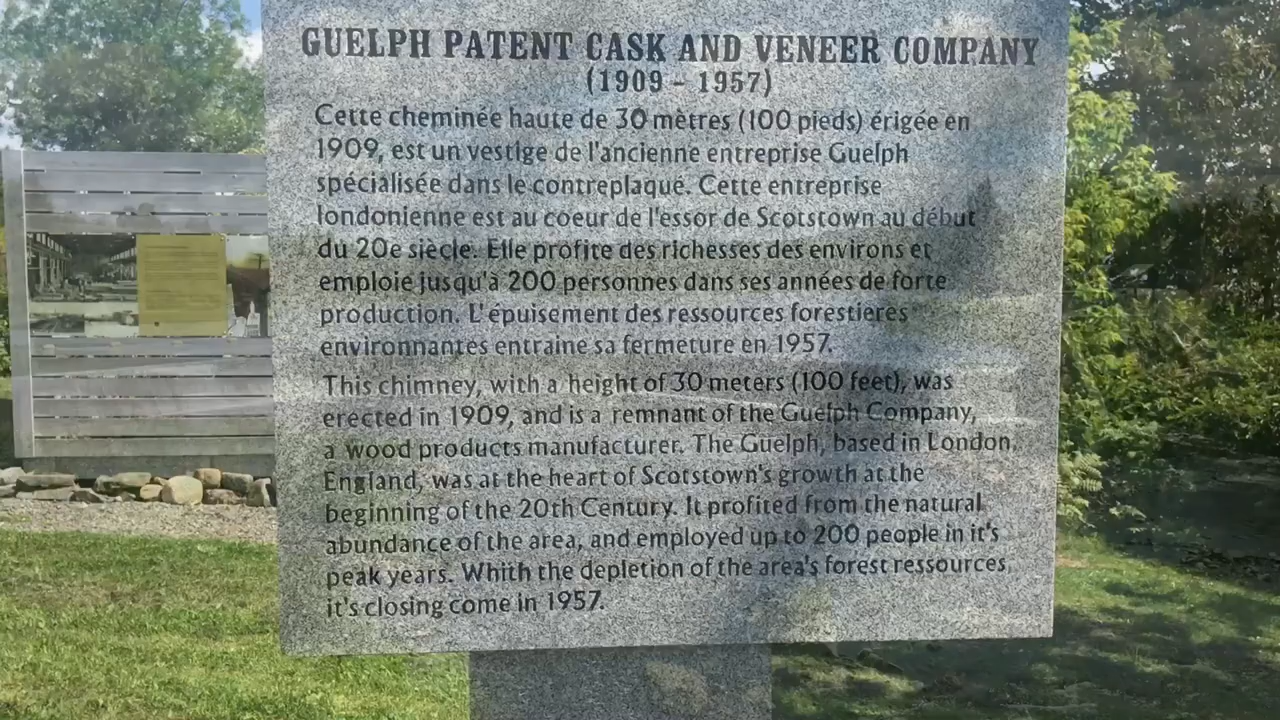 GUELPH PATENT CASK AND VENEER COMPANY
(1909 - 1957)
Cette cheminée haute de 30 mètres (100 pieds) érigée en
1909, est un vestige de l'ancienne entreprise Guelph
spécialisée dans le contreplaqué. Cette entreprise
londonienne est au coeur de l'essor de Scotstown au début
du 20e siècle. Elle profite des richesses des environs et
emploie jusqu'à 200 personnes dans ses années de forte
production. L'épuisement des ressources forestières
environnantes entraine sa fermeture en 1957.
This chimney, with a height of 30 meters (100 feet), was
erected in 1909, and is a remnant of the Guelph Company,
a wood products manufacturer. The Guelph, based in London,
England, was at the heart of Scotstown's growth at the
beginning of the 20th Century. It profited from the natural
abundance of the area, and employed up to 200 people in it's
peak years. Whith the depletion of the area's forest ressources,
it's closing come in 1957.